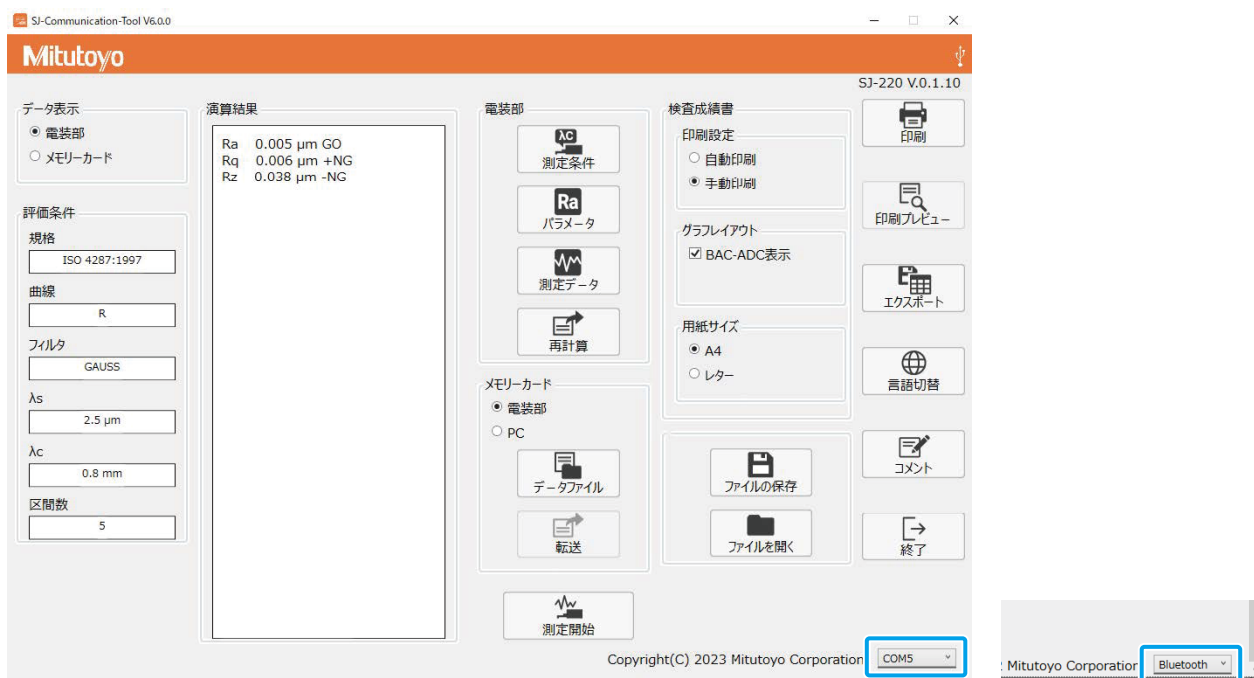 SJ-Communication-Tool V6.0.0
Mitutoyo
SJ-220 V.0.1.10
データ表示
電装部
メモリーカード
評価条件
規格
ISO 4287:1997
曲線
R
フィルタ
GAUSS
λs
2.5 μm
λc
0.8 mm
区間数
5
演算結果
Ra 0.005 μm GO
Rq 0.006 μm +NG
Rz 0.038 μm -NG
電装部
λC
測定条件
Ra
パラメータ
測定データ
再計算
メモリーカード
電装部
PC
データファイル
転送
測定開始
検査成績書
印刷設定
自動印刷
手動印刷
グラフレイアウト
BAC-ADC表示
用紙サイズ
A4
レター
ファイルの保存
ファイルを開く
印刷
印刷プレビュー
エクスポート
言語切替
コメント
終了
Copyright(C) 2023 Mitutoyo Corporation
COM5
Mitutoyo Corporation
Bluetooth